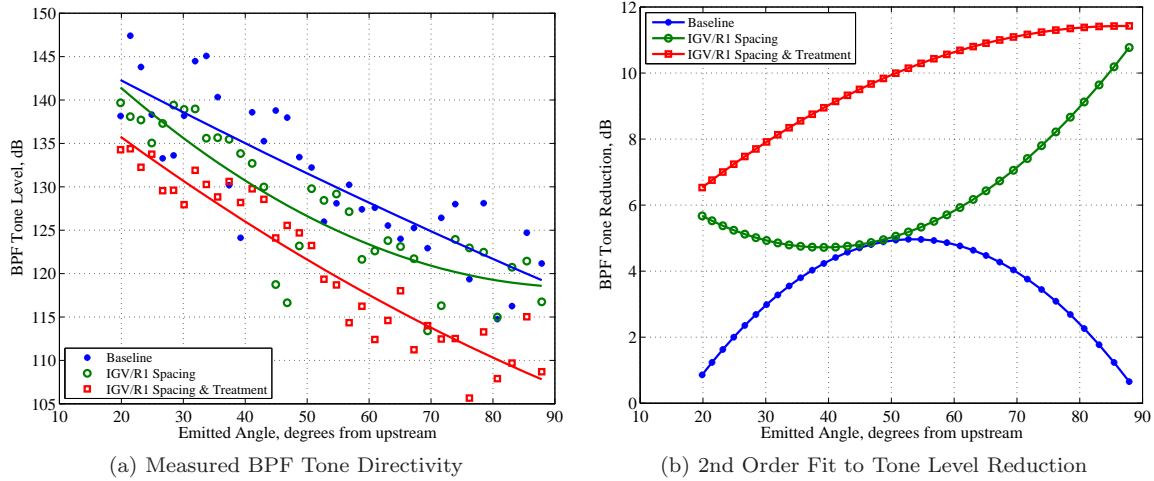 150
145
140
135
130
125
120
115
110
105
BPF Tone Level, dB
Baseline
IGV/R1 Spacing
IGV/R1 Spacing & Treatment
10 20 30 40 50 60 70 80 90
Emitted Angle, degrees from upstream
(a) Measured BPF Tone Directivity
12
10
8
6
4
2
0
BPF Tone Reduction, dB
Baseline
IGV/R1 Spacing
IGV/R1 Spacing & Treatment
10 20 30 40 50 60 70 80 90
Emitted Angle, degrees from upstream
(b) 2nd Order Fit to Tone Level Reduction